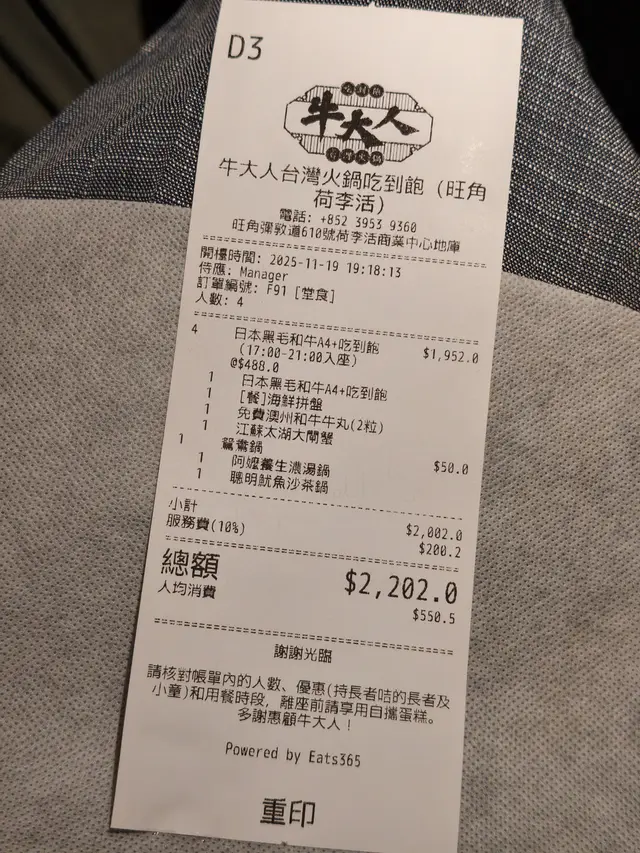 D3
吃到飽
牛大人
台灣火鍋
牛大人台灣火鍋吃到飽 (旺角
荷李活)
電話: +852 3953 9360
旺角彌敦道610號荷李活商業中心地庫
開檯時間: 2025-11-19 19:18:13
侍應: Manager
訂單編號: F91 [堂食]
人數: 4
4 日本黑毛和牛A4+吃到飽 $1,952.0
(17:00-21:00入座)
@$488.0
1 日本黑毛和牛A4+吃到飽
1 [餐]海鮮拼盤
1 免費澳州和牛牛丸(2粒)
1 江蘇太湖大閘蟹
1 鴛鴦鍋 $50.0
1 阿嬤養生濃湯鍋
1 聰明魷魚沙茶鍋
小計 $2,002.0
服務費(10%) $200.2
總額 $2,202.0
人均消費 $550.5
謝謝光臨
請核對帳單內的人數、優惠(持長者咭的長者及
小童)和用餐時段, 離座前請享用自攜蛋糕。
多謝惠顧牛大人！
Powered by Eats365
重印